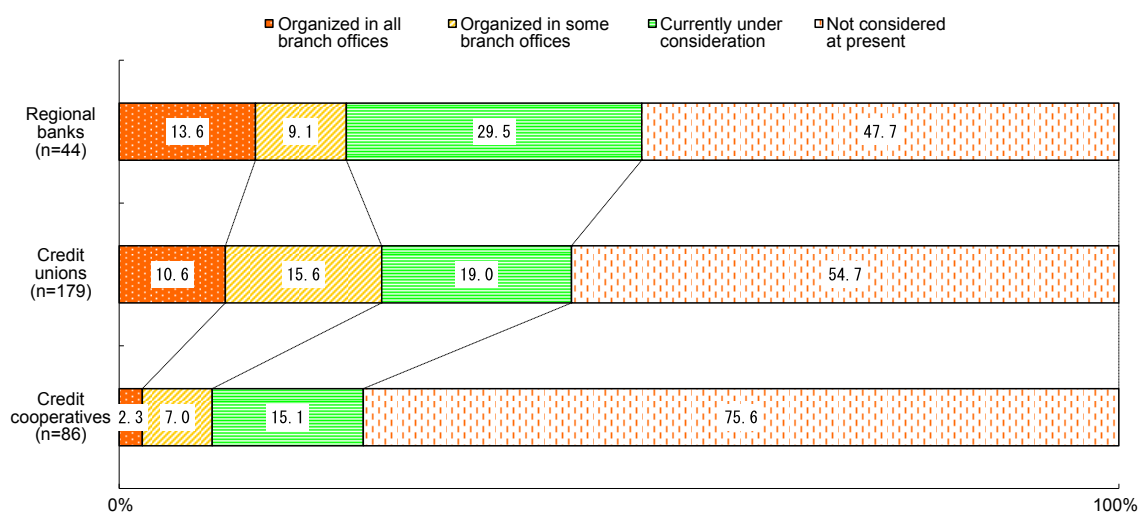 Organized in all
branch offices
Organized in some
branch offices
Currently under
consideration
Not considered
at present
Regional
banks
(n=44)
13.6 9.1 29.5 47.7
Credit
unions
(n=179)
10.6 15.6 19.0 54.7
Credit
cooperatives
(n=86)
2.3 7.0 15.1 75.6
0% 100%